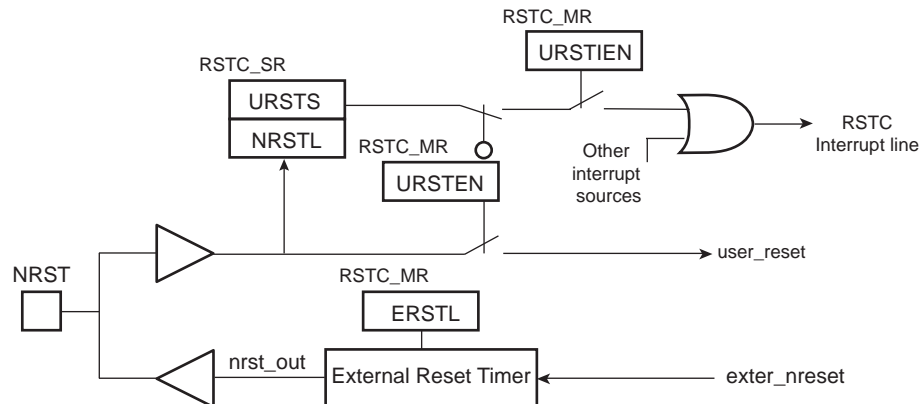 RSTC_MR
URSTIEN
RSTC_SR
URSTS
NRSTL
RSTC_MR
URSTEN
Other
interrupt
sources
RSTC
Interrupt line
user_reset
NRST
RSTC_MR
ERSTL
nrst_out
External Reset Timer
exter_nreset